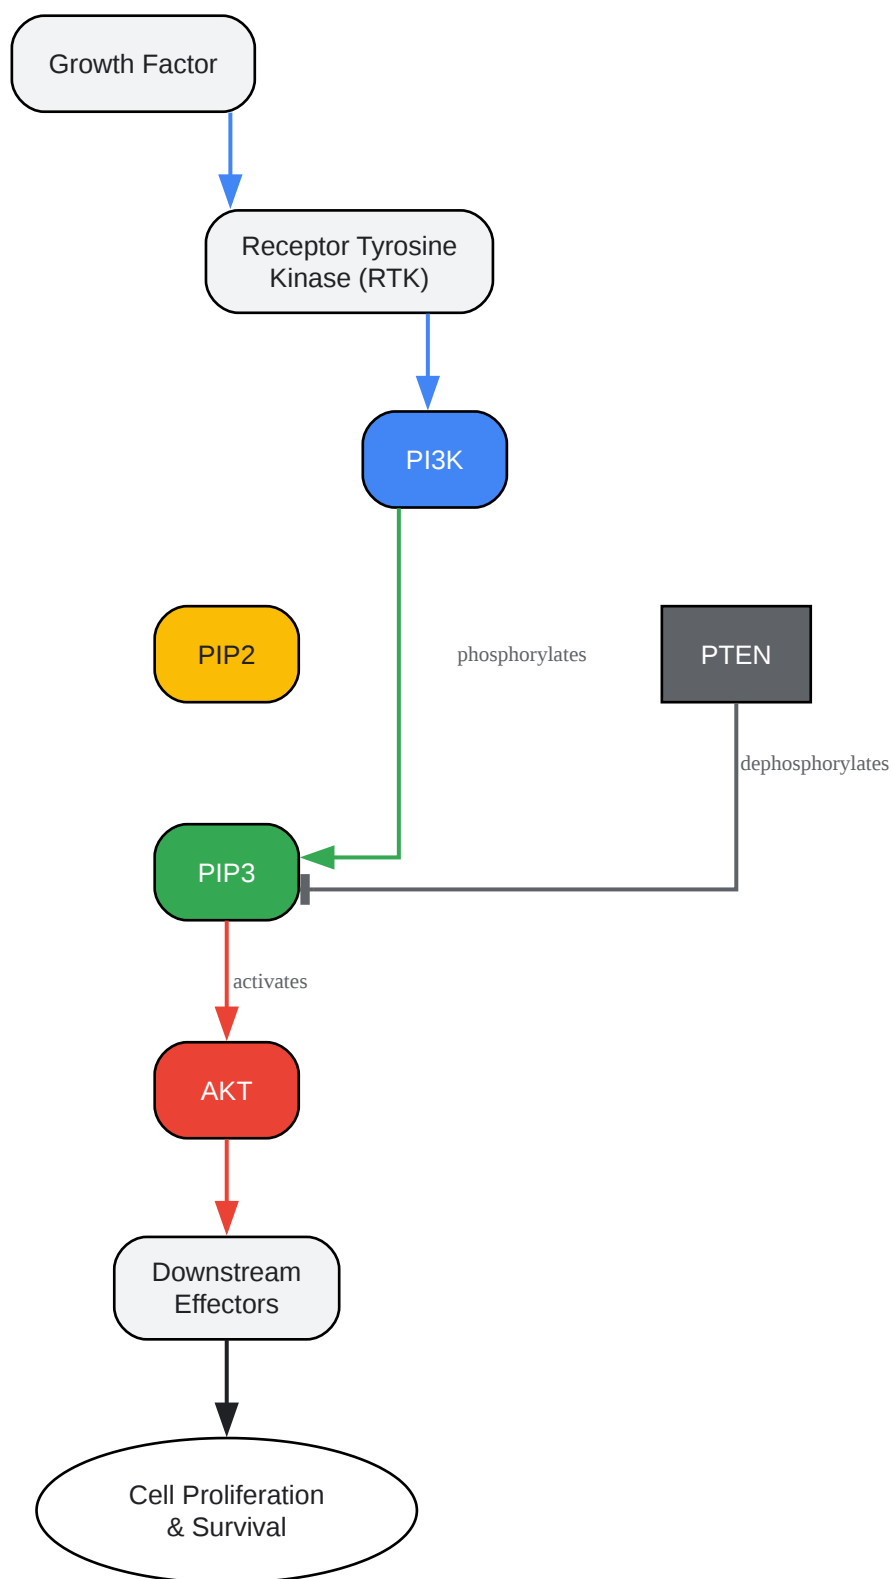 Growth Factor
Receptor Tyrosine
Kinase (RTK)
PI3K
PIP2
phosphorylates
PTEN
dephosphorylates
PIP3
activates
AKT
Downstream
Effectors
Cell Proliferation
& Survival